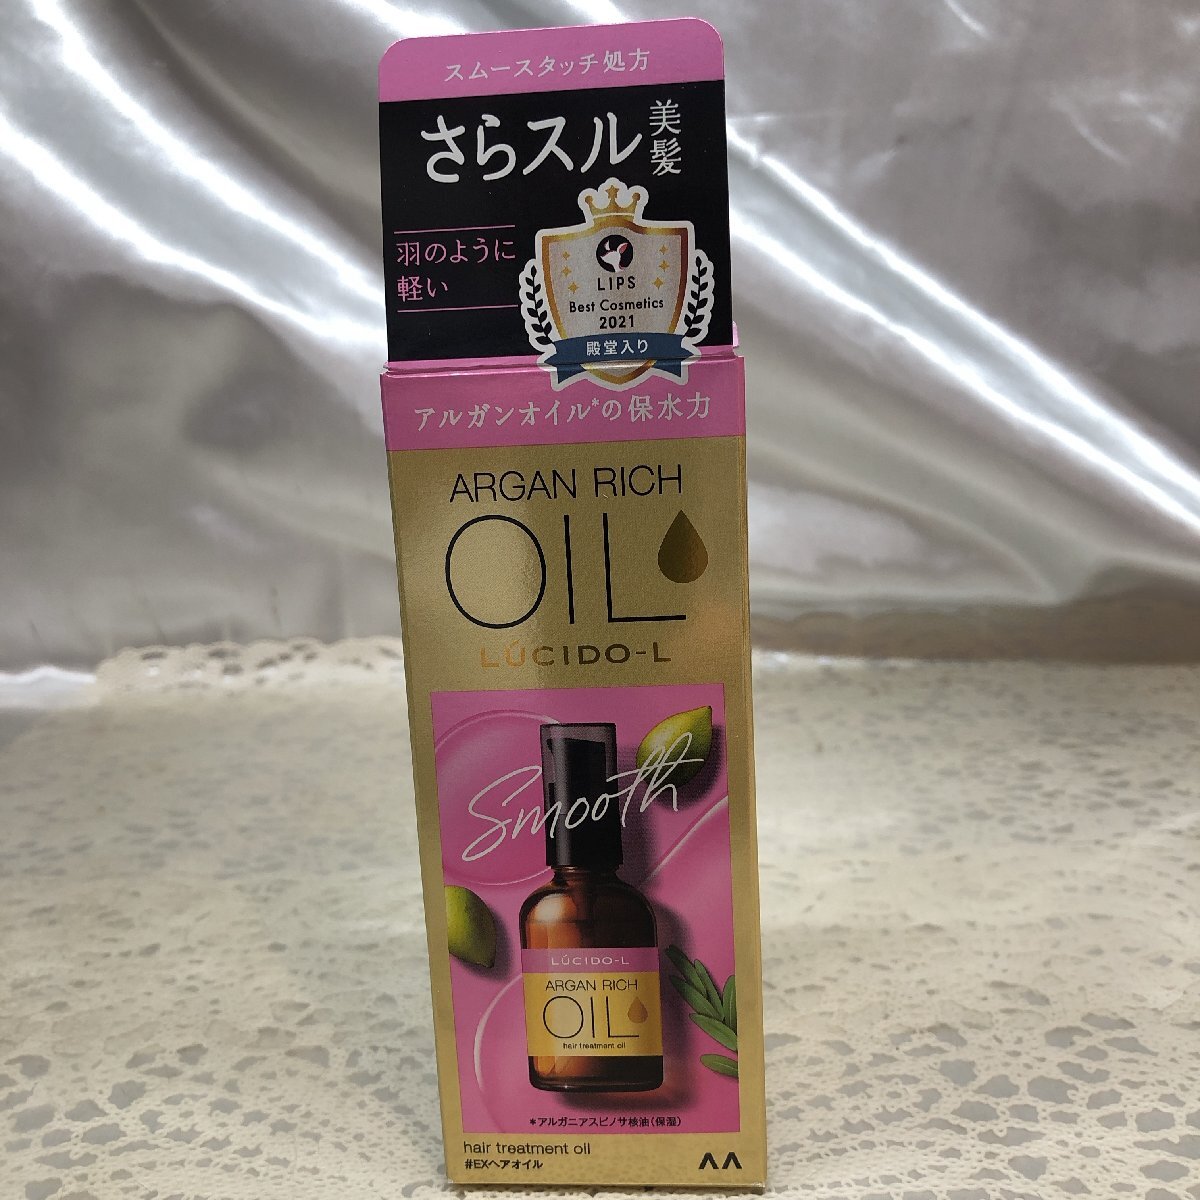 スムースタッチ処方
さらスル美髪
羽のように
軽い
LIPS
Best Cosmetics
2021
殿堂入り
アルガンオイル*の保水力
ARGAN RICH
OIL
LÚCIDO-L
Smooth
LÚCIDO-L
ARGAN RICH
OIL
hair treatment oil
*アルガニアスピノサ核油(保湿)
hair treatment oil
#EXヘアオイル